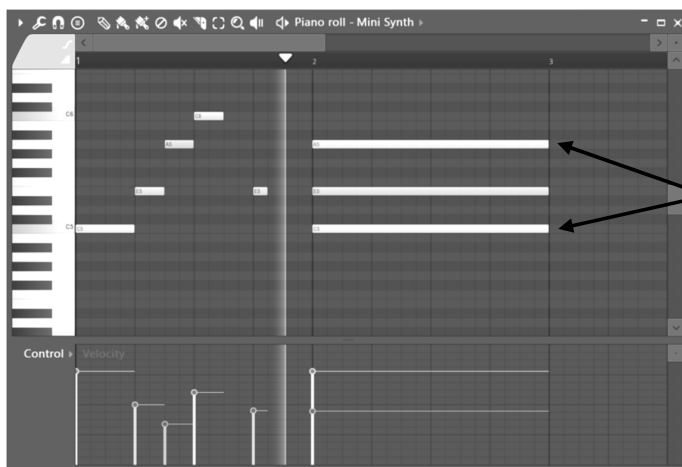 Piano roll - Mini Synth
1 2 3
C6 C6
A5 A5
E5 E5 E5
C5 C5 C5
Control Velocity